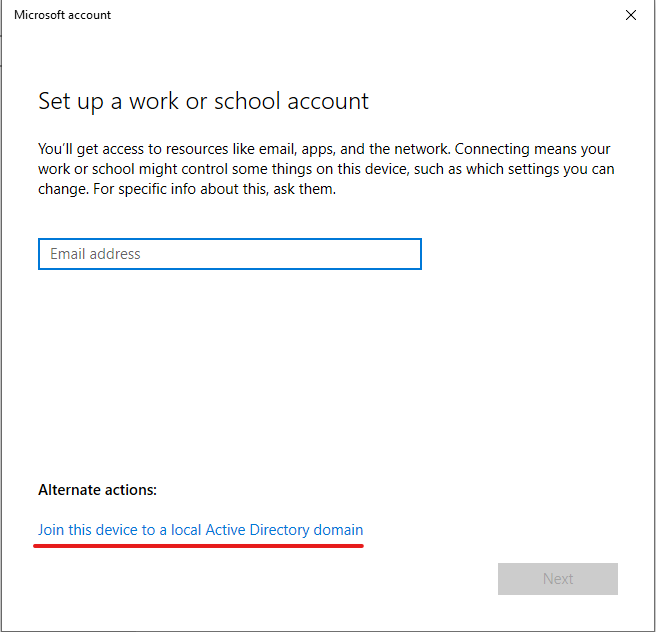 Microsoft account
Set up a work or school account
You'll get access to resources like email, apps, and the network. Connecting means your
work or school might control some things on this device, such as which settings you can
change. For specific info about this, ask them.
Email address
Alternate actions:
Join this device to a local Active Directory domain
Next